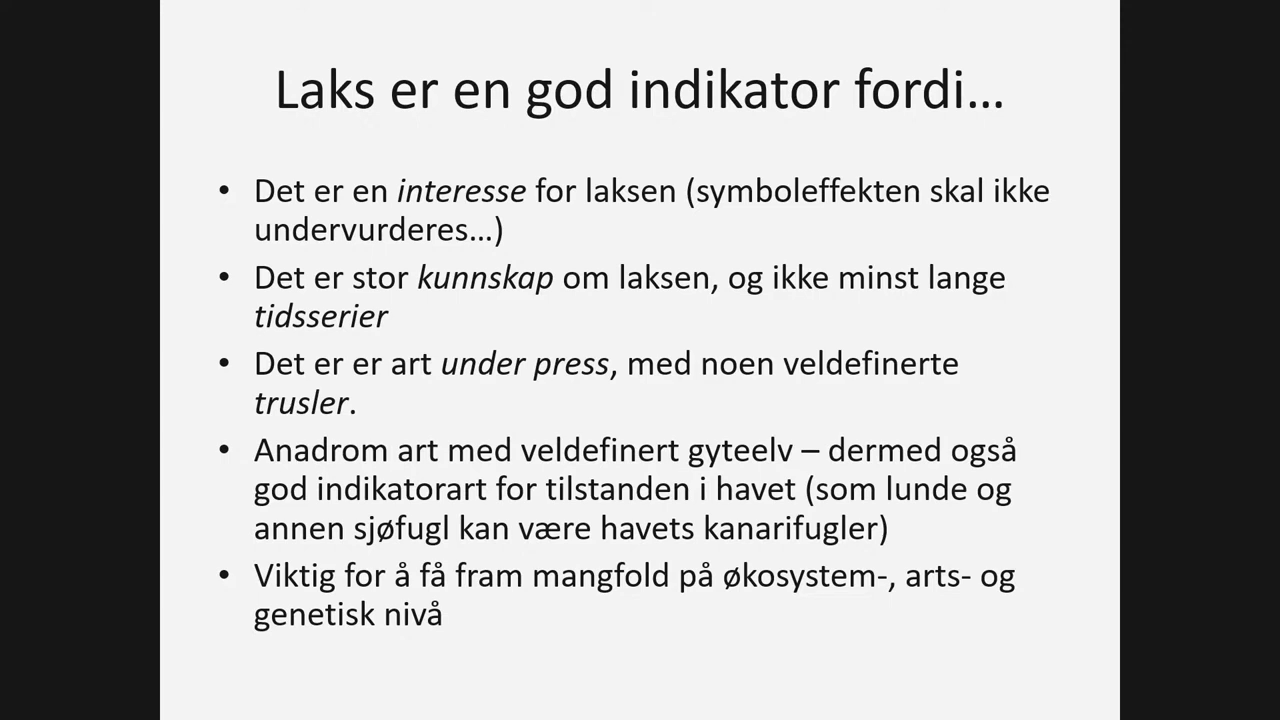 Laks er en god indikator fordi…
• Det er en interesse for laksen (symboleffekten skal ikke
undervurderes…)
• Det er stor kunnskap om laksen, og ikke minst lange
tidsserier
• Det er er art under press, med noen veldefinerte
trusler.
• Anadrom art med veldefinert gyteelv – dermed også
god indikatorart for tilstanden i havet (som lunde og
annen sjøfugl kan være havets kanarifugler)
• Viktig for å få fram mangfold på økosystem-, arts- og
genetisk nivå